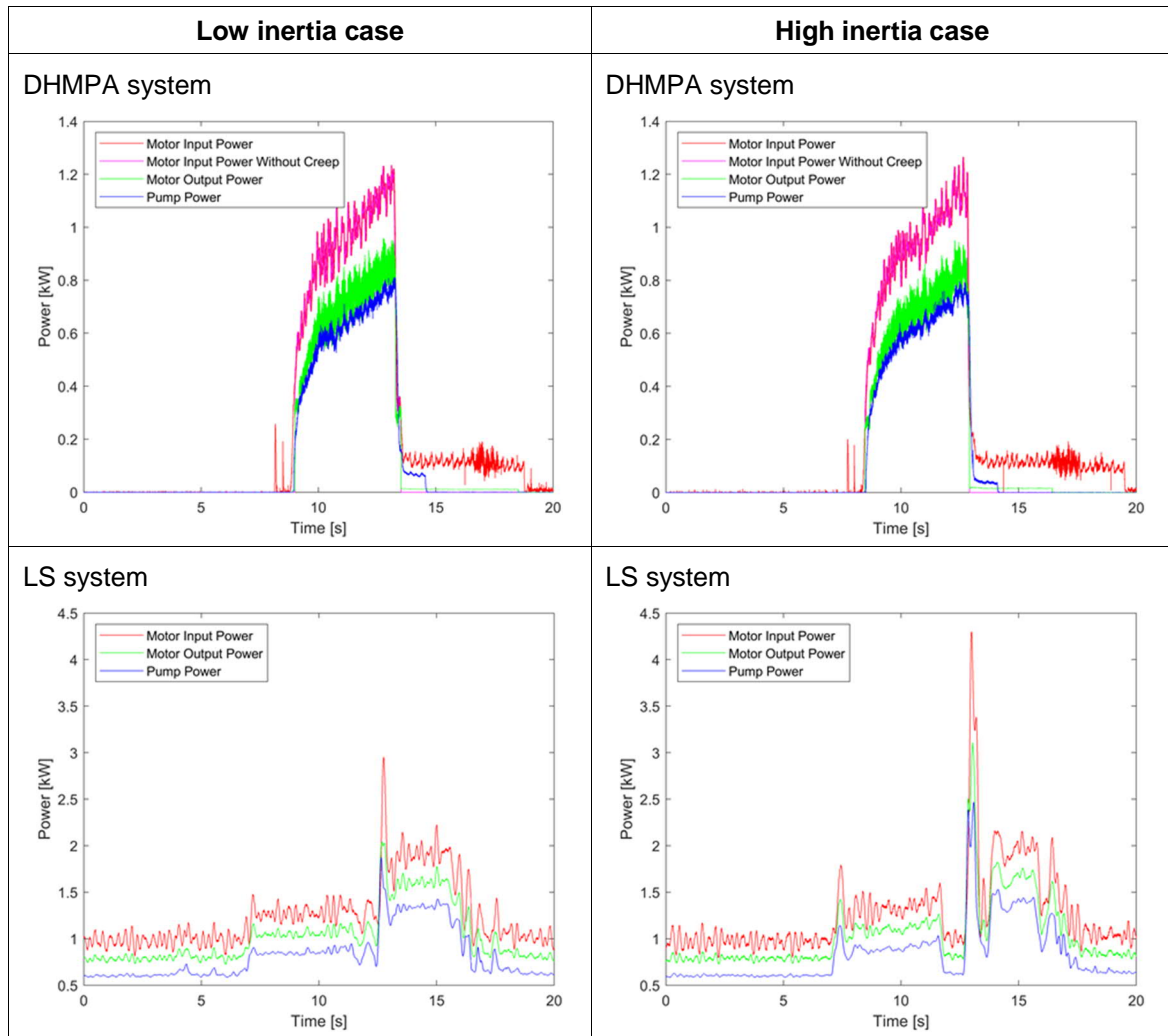 Low inertia case
High inertia case
DHMPA system
1.4
1.2
1
0.8
0.6
0.4
0.2
0
Power [kW]
Motor Input Power
Motor Input Power Without Creep
Motor Output Power
Pump Power
0 5 10 15 20
Time [s]
DHMPA system
1.4
1.2
1
0.8
0.6
0.4
0.2
0
Power [kW]
Motor Input Power
Motor Input Power Without Creep
Motor Output Power
Pump Power
0 5 10 15 20
Time [s]
LS system
4.5
4
3.5
3
2.5
2
1.5
1
0.5
Power [kW]
Motor Input Power
Motor Output Power
Pump Power
0 5 10 15 20
Time [s]
LS system
4.5
4
3.5
3
2.5
2
1.5
1
0.5
Power [kW]
Motor Input Power
Motor Output Power
Pump Power
0 5 10 15 20
Time [s]